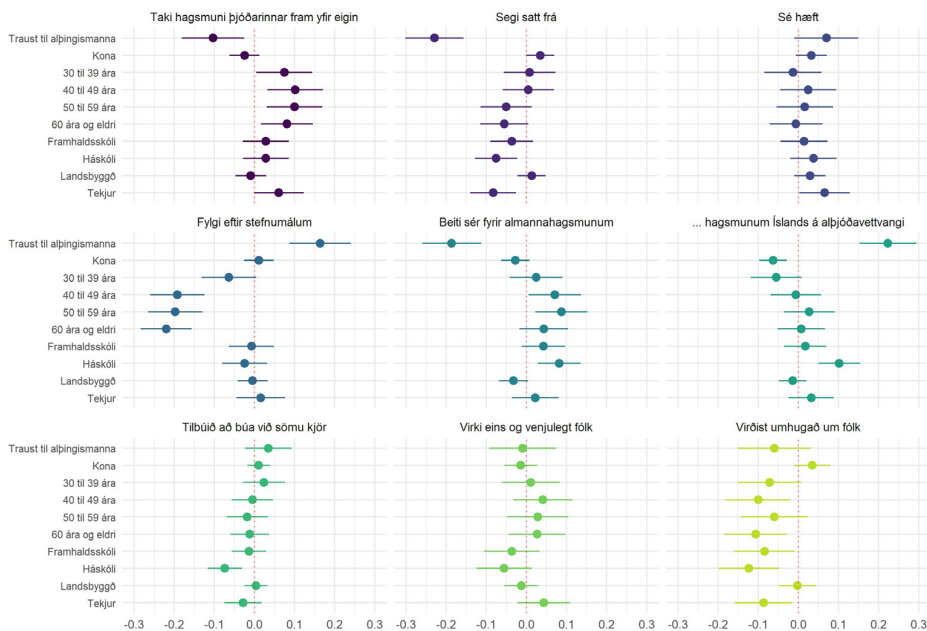 Taki hagsmuni þjóðarinnar fram yfir eigin
Segi satt frá
Sé hæft
Traust til alþingismanna
Kona
30 til 39 ára
40 til 49 ára
50 til 59 ára
60 ára og eldri
Framhaldsskóli
Háskóli
Landsbyggð
Tekjur
Fylgi eftir stefnumálum
Beiti sér fyrir almannahagsmunum
... hagsmunum Íslands á alþjóðavettvangi
Traust til alþingismanna
Kona
30 til 39 ára
40 til 49 ára
50 til 59 ára
60 ára og eldri
Framhaldsskóli
Háskóli
Landsbyggð
Tekjur
Tilbúið að búa við sömu kjör
Virki eins og venjulegt fólk
Virðist umhugað um fólk
Traust til alþingismanna
Kona
30 til 39 ára
40 til 49 ára
50 til 59 ára
60 ára og eldri
Framhaldsskóli
Háskóli
Landsbyggð
Tekjur
-0.3 -0.2 -0.1 0.0 0.1 0.2 0.3
-0.3 -0.2 -0.1 0.0 0.1 0.2 0.3
-0.3 -0.2 -0.1 0.0 0.1 0.2 0.3